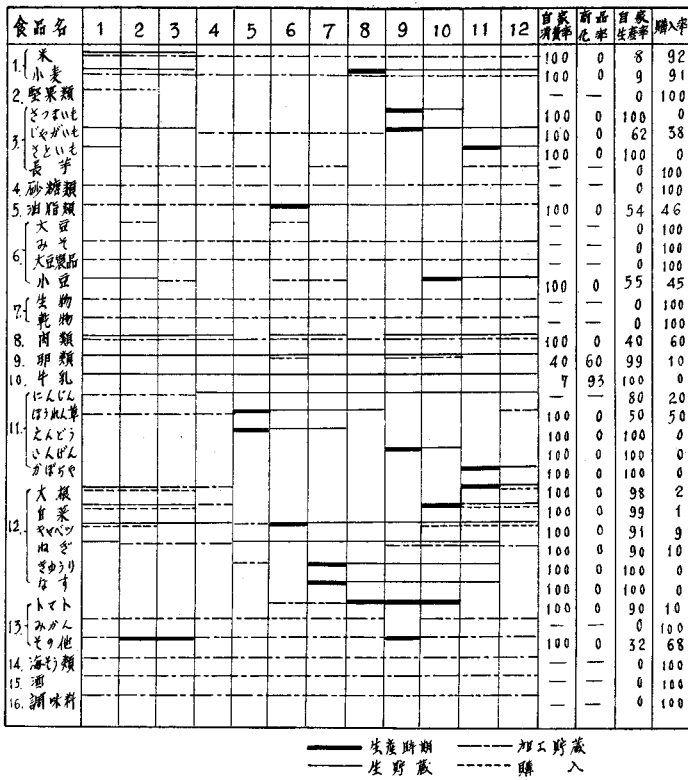 食品名 1 2 3 4 5 6 7 8 9 10 11 12 自家消費率 商品化率 自家生産率 購入率
1. 米 100 0 8 92
小麦 100 0 9 91
2. 堅果類 — — 0 100
3. さつまいも 100 0 100 0
じゃがいも 100 0 62 38
さといも 100 0 100 0
長芋 — — 0 100
4. 砂糖類 — — 0 100
5. 油脂類 100 0 54 46
6. 大豆 — — 0 100
みそ — — 0 100
大豆製品 — — 0 100
小豆 100 0 55 45
7. 生物 — — 0 100
乾物 — — 0 100
8. 肉類 100 0 40 60
9. 卵類 40 60 99 10
10. 牛乳 7 93 100 0
11. にんじん — — 80 20
ほうれん草 100 0 50 50
えんどう 100 0 100 0
いんげん 100 0 100 0
かぼちや 100 0 100 0
12. 大根 100 0 98 2
白菜 100 0 99 1
キャベツ 100 0 91 9
ねぎ 100 0 90 10
きゅうり 100 0 100 0
なす 100 0 100 0
13. トマト 100 0 90 10
みかん — — 0 100
その他 100 0 32 68
14. 海そう類 — — 0 100
15. 酒 — — 0 100
16. 調味料 — — 0 100
生産時期 加工貯蔵
生貯蔵 購入